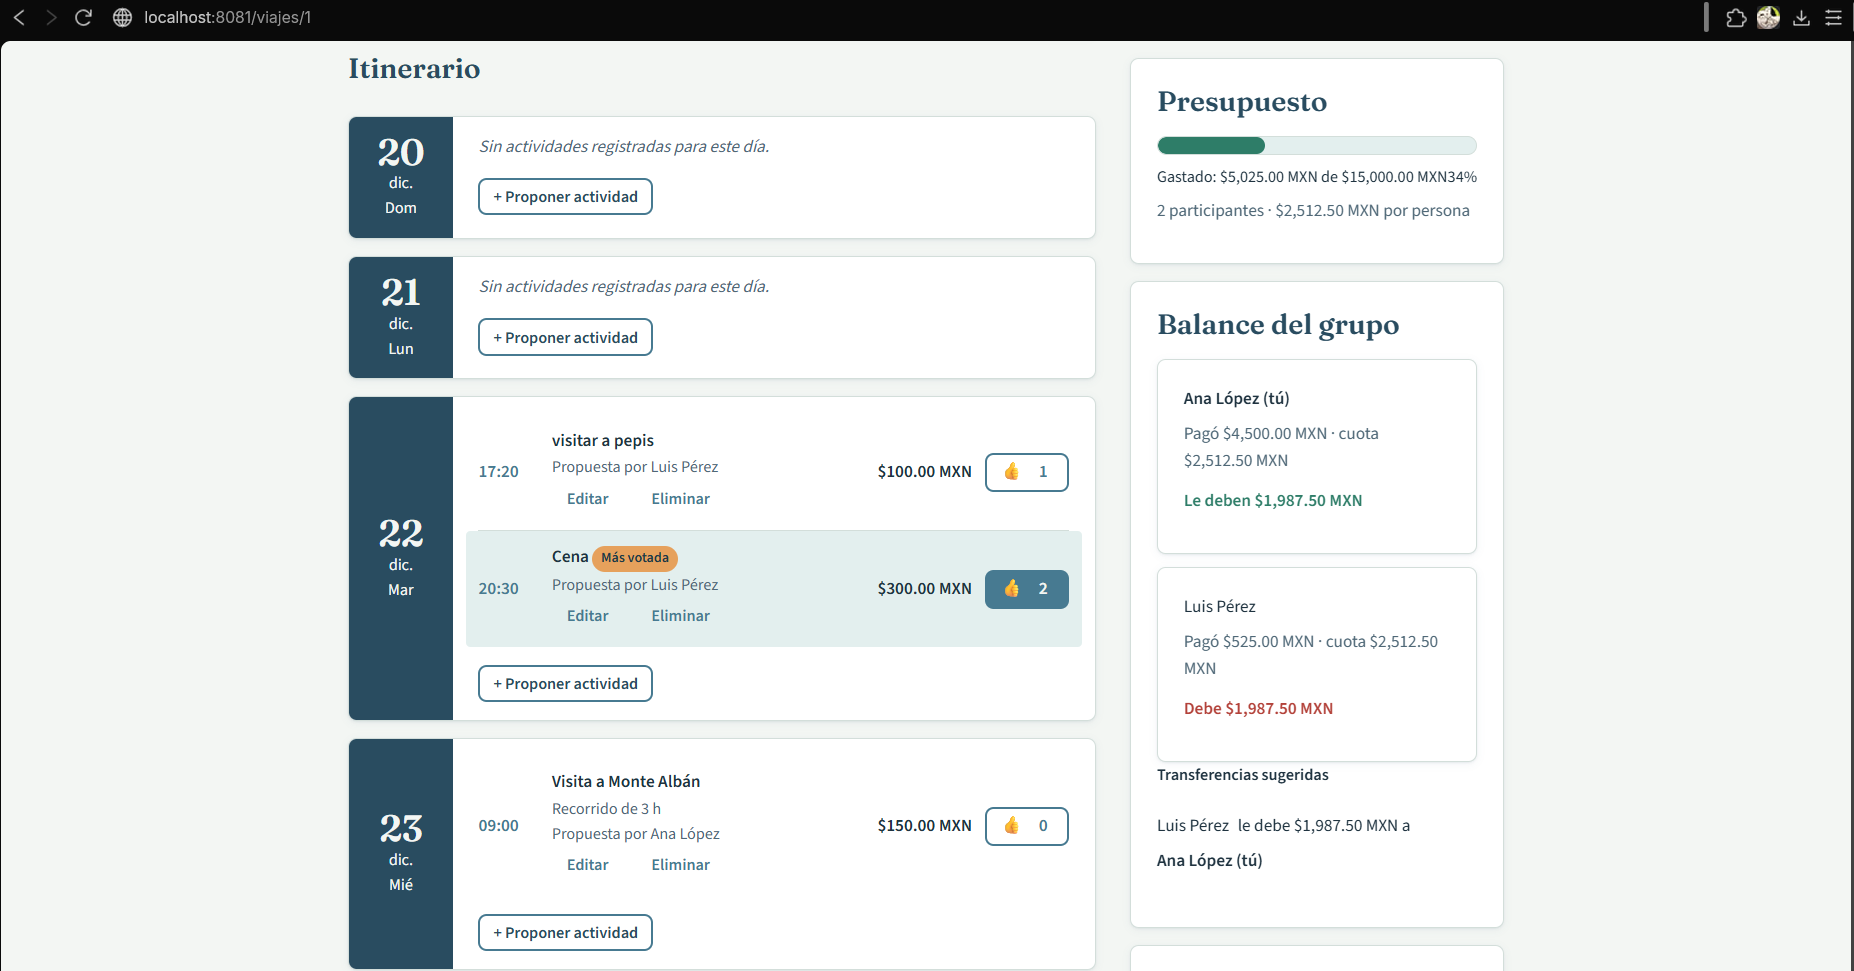 localhost:8081/viajes/1
Itinerario
20
dic.
Dom
Sin actividades registradas para este día.
+ Proponer actividad
21
dic.
Lun
Sin actividades registradas para este día.
+ Proponer actividad
22
dic.
Mar
17:20
visitar a pepis
Propuesta por Luis Pérez
Editar Eliminar
$100.00 MXN 👍 1
20:30
Cena Más votada
Propuesta por Luis Pérez
Editar Eliminar
$300.00 MXN 👍 2
+ Proponer actividad
23
dic.
Mié
09:00
Visita a Monte Albán
Recorrido de 3 h
Propuesta por Ana López
Editar Eliminar
$150.00 MXN 👍 0
+ Proponer actividad
Presupuesto
Gastado: $5,025.00 MXN de $15,000.00 MXN34%
2 participantes · $2,512.50 MXN por persona
Balance del grupo
Ana López (tú)
Pagó $4,500.00 MXN · cuota
$2,512.50 MXN
Le deben $1,987.50 MXN
Luis Pérez
Pagó $525.00 MXN · cuota $2,512.50
MXN
Debe $1,987.50 MXN
Transferencias sugeridas
Luis Pérez le debe $1,987.50 MXN a
Ana López (tú)